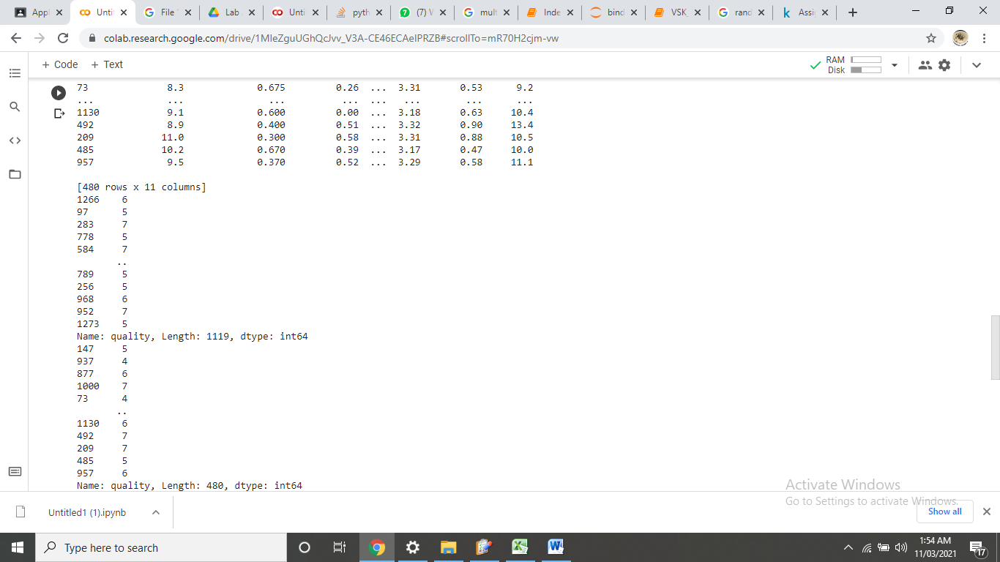 Appl
Untit
File
Lab
Unti
pyth
(7) W
mult
Inde
bind
VSK_
ranc
Assig
colab.research.google.com/drive/1MleZguUGhQcJvv_V3A-CE46ECAeIPRZB#scrollTo=mR70H2cjm-vw
+ Code + Text
RAM
Disk
73 8.3 0.675 0.26 ... 3.31 0.53 9.2
... ... ... ... ... ... ... ...
1130 9.1 0.600 0.00 ... 3.18 0.63 10.4
492 8.9 0.400 0.51 ... 3.32 0.90 13.4
209 11.0 0.300 0.58 ... 3.31 0.88 10.5
485 10.2 0.670 0.39 ... 3.17 0.47 10.0
957 9.5 0.370 0.52 ... 3.29 0.58 11.1
[480 rows x 11 columns]
1266 6
97 5
283 7
778 5
584 7
..
789 5
256 5
968 6
952 7
1273 5
Name: quality, Length: 1119, dtype: int64
147 5
937 4
877 6
1000 7
73 4
..
1130 6
492 7
209 7
485 5
957 6
Name: quality, Length: 480, dtype: int64
Activate Windows
Go to Settings to activate Windows.
Untitled1 (1).ipynb
Show all
Type here to search
1:54 AM
11/03/2021
17